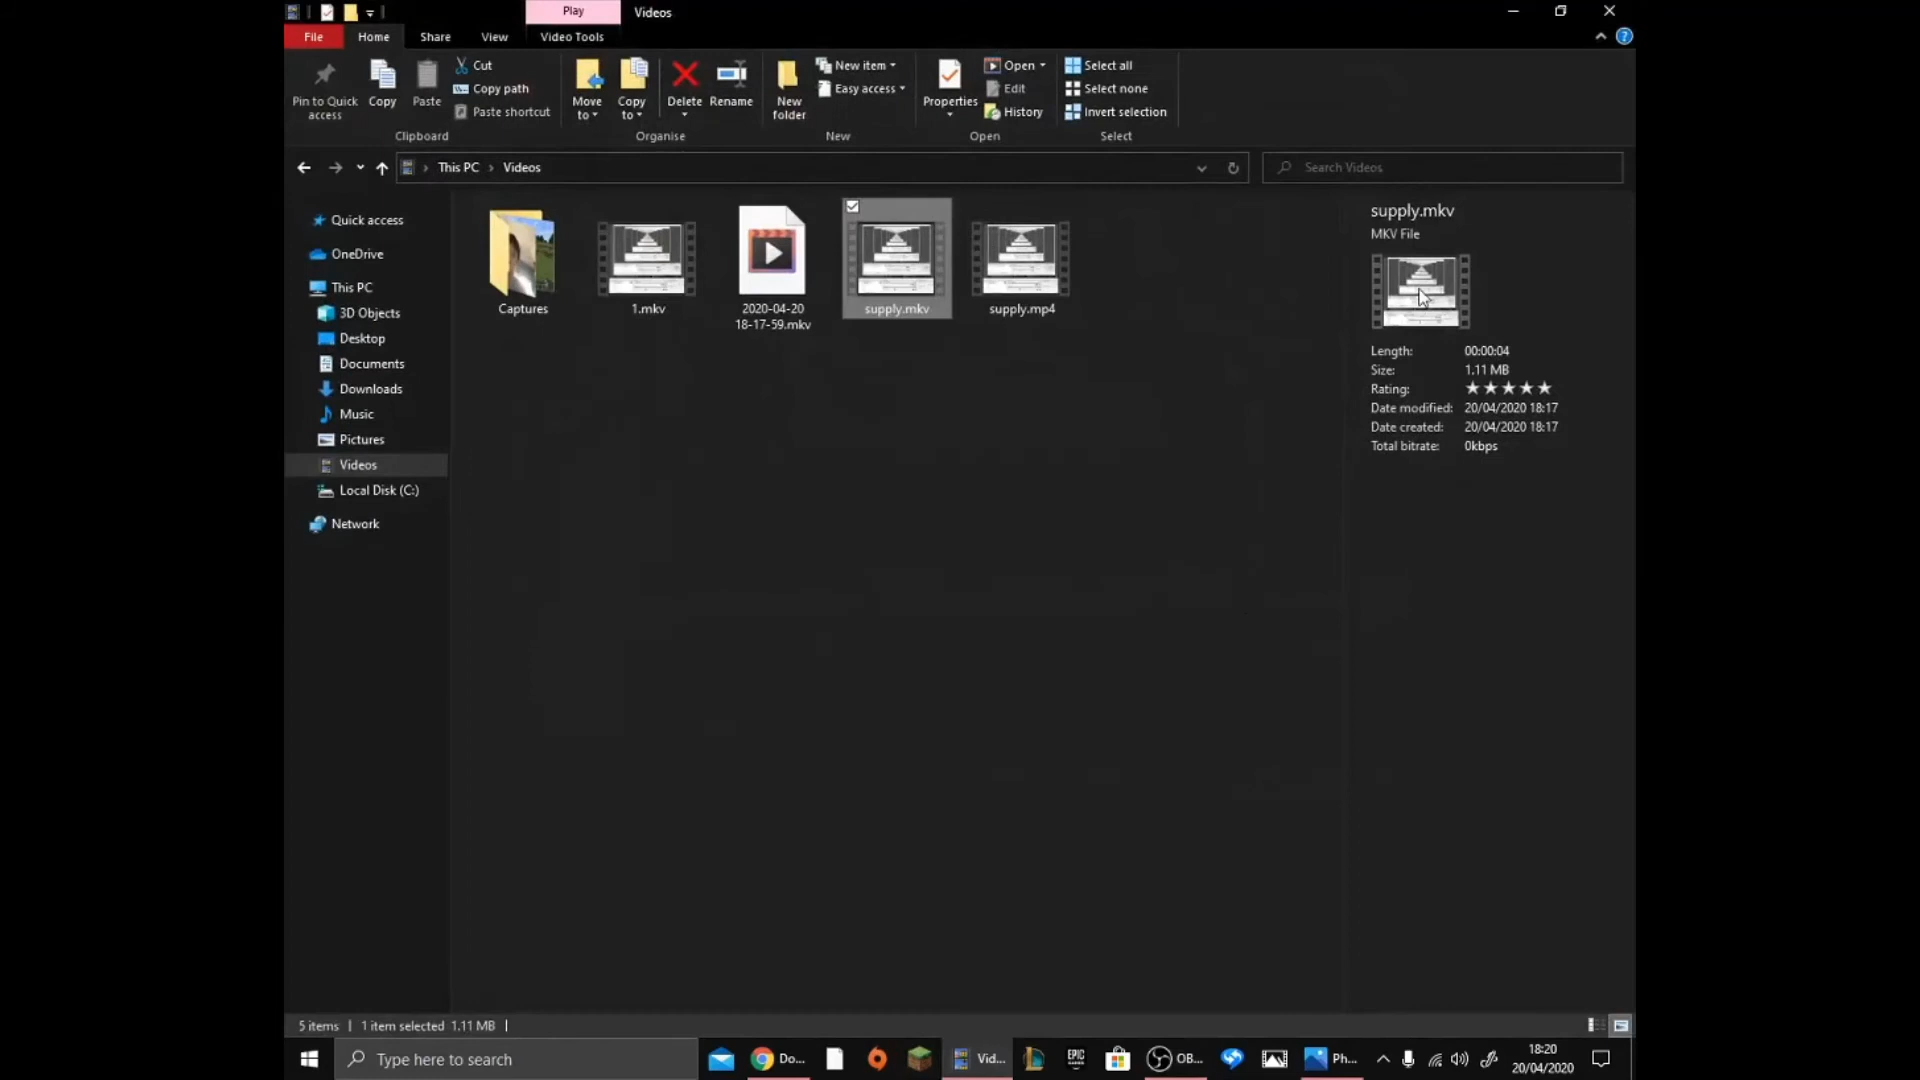 Play
Videos
File
Home
Share
View
Video Tools
Pin to Quick access
Copy
Paste
Cut
Copy path
Paste shortcut
Clipboard
Move to
Copy to
Delete
Rename
Organise
New folder
New item
Easy access
New
Properties
Open
Edit
History
Open
Select all
Select none
Invert selection
Select
This PC
Videos
Search Videos
Quick access
OneDrive
This PC
3D Objects
Desktop
Documents
Downloads
Music
Pictures
Videos
Local Disk (C:)
Network
Captures
1.mkv
2020-04-20
18-17-59.mkv
supply.mkv
supply.mp4
supply.mkv
MKV File
Length: 00:00:04
Size: 1.11 MB
Rating:
Date modified: 20/04/2020 18:17
Date created: 20/04/2020 18:17
Total bitrate: 0kbps
5 items
1 item selected 1.11 MB
Type here to search
Do...
Vid...
EPIC
GAMES
OB...
Ph...
18:20
20/04/2020